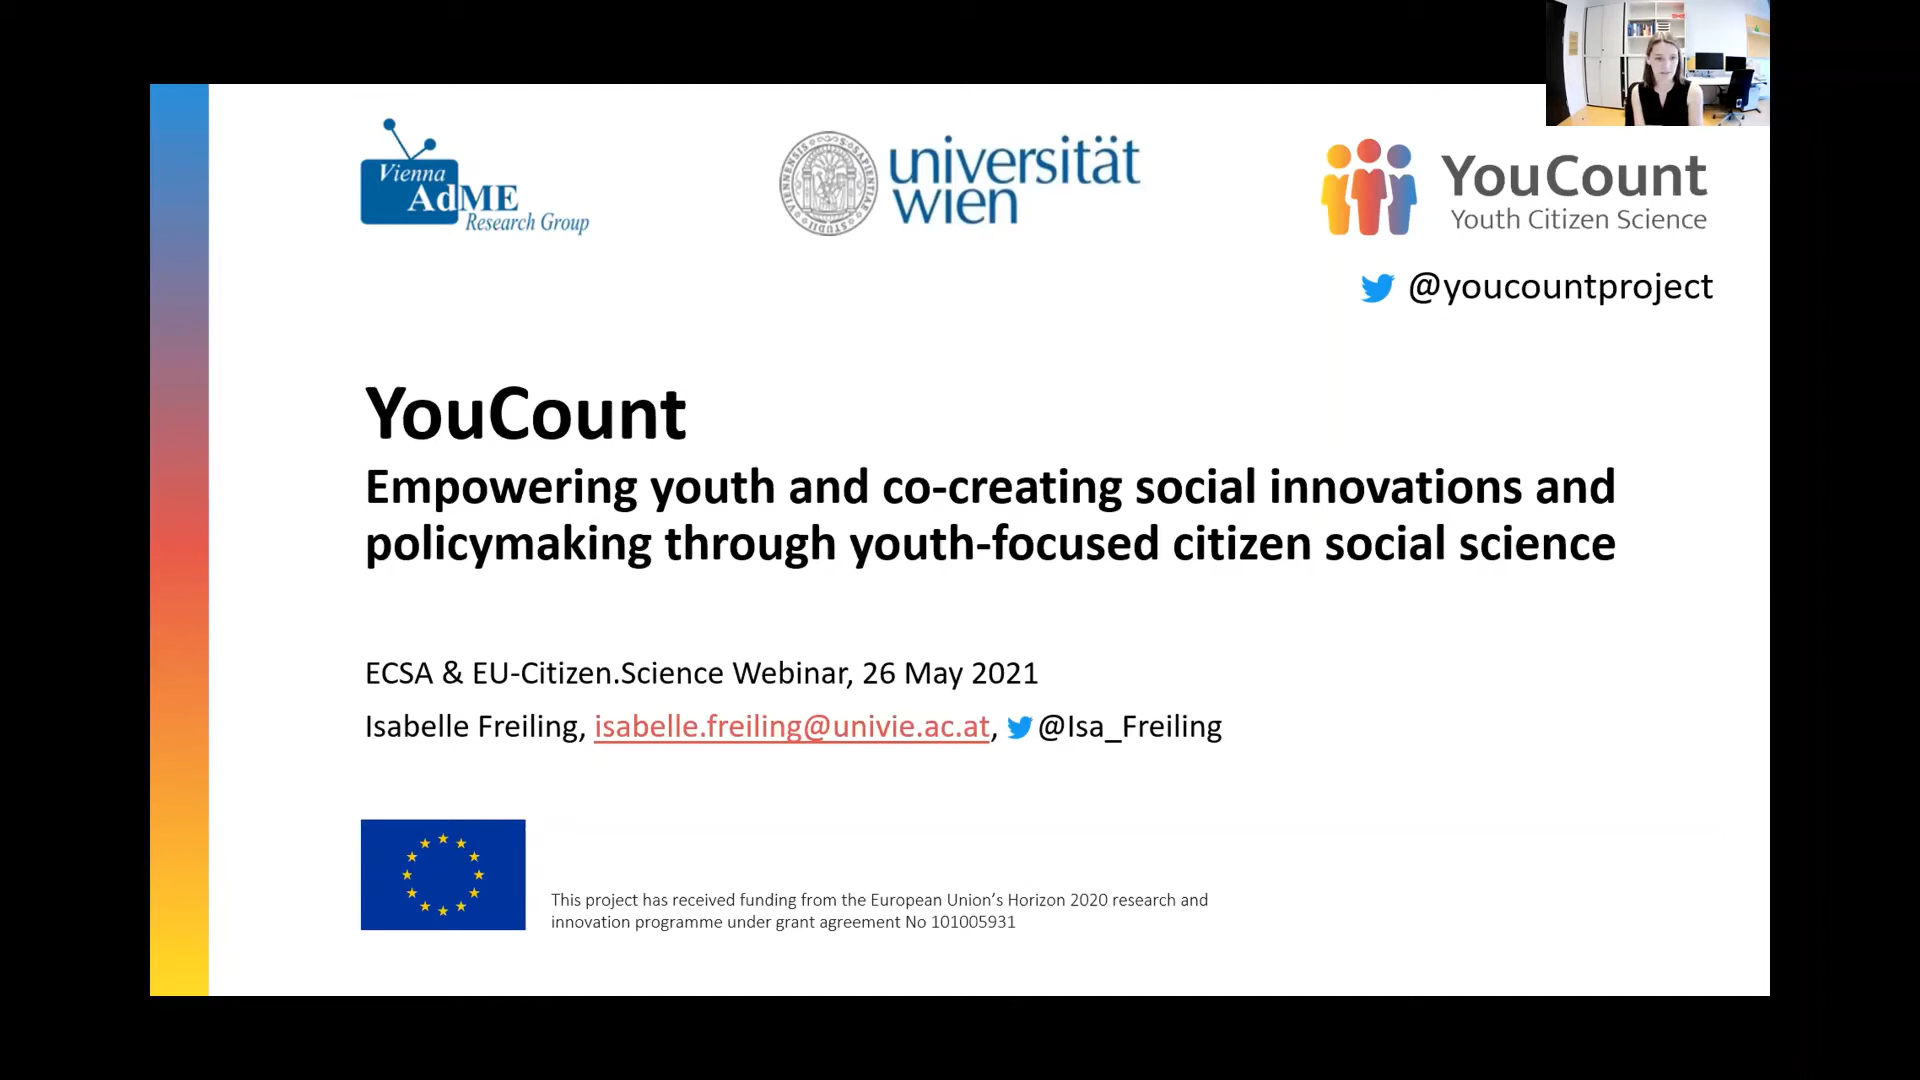 Vienna
AdME
Research Group
universität
wien
YouCount
Youth Citizen Science
@youcountproject
YouCount
Empowering youth and co-creating social innovations and
policymaking through youth-focused citizen social science
ECSA & EU-Citizen.Science Webinar, 26 May 2021
Isabelle Freiling, isabelle.freiling@univie.ac.at, @Isa_Freiling
This project has received funding from the European Union’s Horizon 2020 research and
innovation programme under grant agreement No 101005931